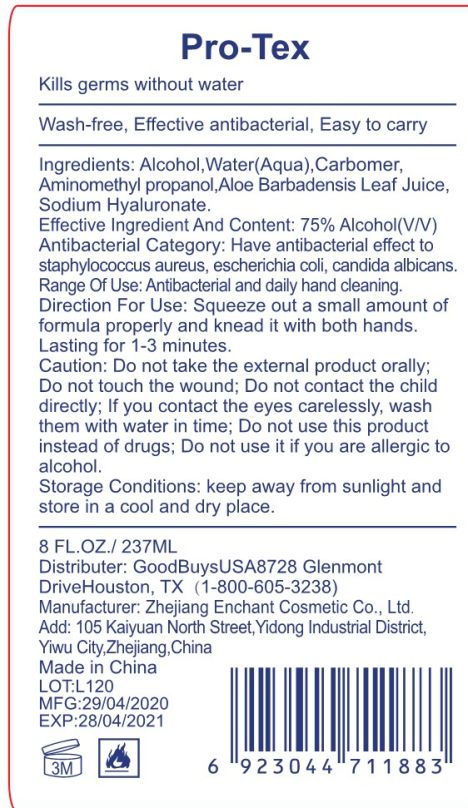 Pro-Tex
Kills germs without water
Wash-free, Effective antibacterial, Easy to carry
Ingredients: Alcohol,Water(Aqua),Carbomer,
Aminomethyl propanol,Aloe Barbadensis Leaf Juice,
Sodium Hyaluronate.
Effective Ingredient And Content: 75% Alcohol(V/V)
Antibacterial Category: Have antibacterial effect to
staphylococcus aureus, escherichia coli, candida albicans.
Range Of Use: Antibacterial and daily hand cleaning.
Direction For Use: Squeeze out a small amount of
formula properly and knead it with both hands.
Lasting for 1-3 minutes.
Caution: Do not take the external product orally;
Do not touch the wound; Do not contact the child
directly; If you contact the eyes carelessly, wash
them with water in time; Do not use this product
instead of drugs; Do not use it if you are allergic to
alcohol.
Storage Conditions: keep away from sunlight and
store in a cool and dry place.
8 FL.OZ./ 237ML
Distributer: GoodBuysUSA8728 Glenmont
DriveHouston, TX（1-800-605-3238)
Manufacturer: Zhejiang Enchant Cosmetic Co., Ltd.
Add: 105 Kaiyuan North Street,Yidong Industrial District,
Yiwu City,Zhejiang,China
Made in China
LOT:L120
MFG:29/04/2020
EXP:28/04/2021
3M
6 923044 711883